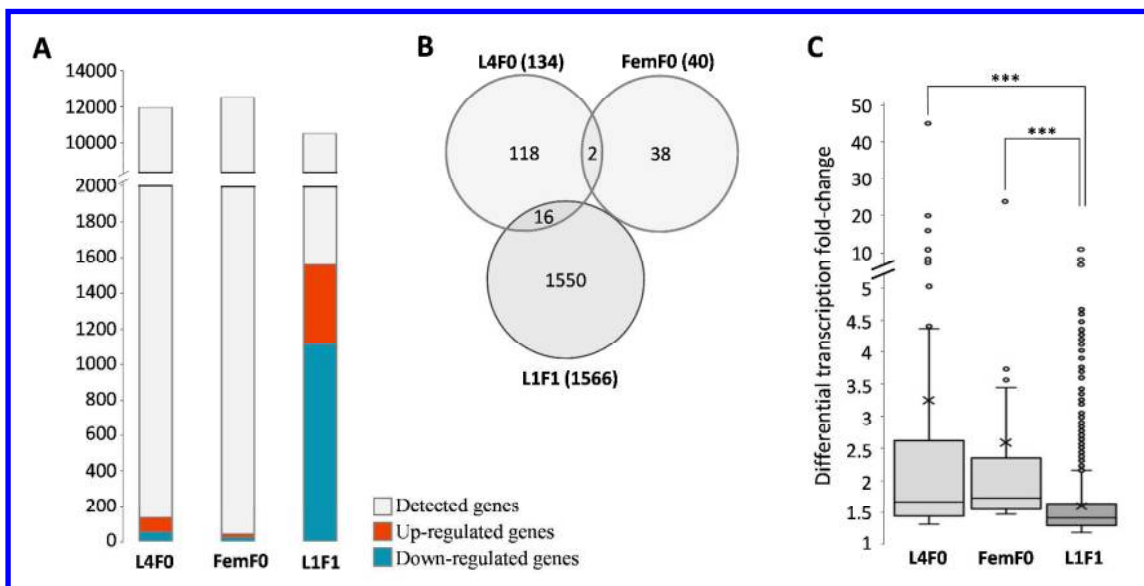 A
14000
12000
10000
2000
1800
1600
1400
1200
1000
800
600
400
200
0
L4F0 FemF0 L1F1
Detected genes
Up-regulated genes
Down-regulated genes
B
L4F0 (134) FemF0 (40)
118 2 38
16
1550
L1F1 (1566)
C
***
***
Differential transcription fold-change
50
40
30
20
10
5
4.5
4
3.5
3
2.5
2
1.5
1
L4F0 FemF0 L1F1